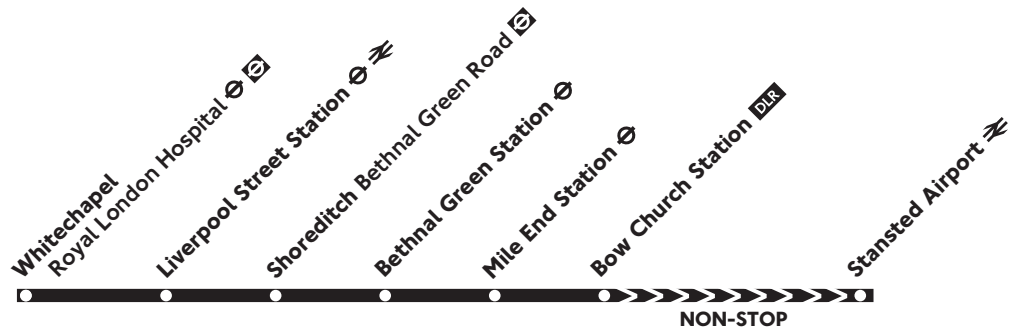 Whitechapel
Royal London Hospital
Liverpool Street Station
Shoreditch Bethnal Green Road
Bethnal Green Station
Mile End Station
Bow Church Station DLR
Stansted Airport
NON-STOP